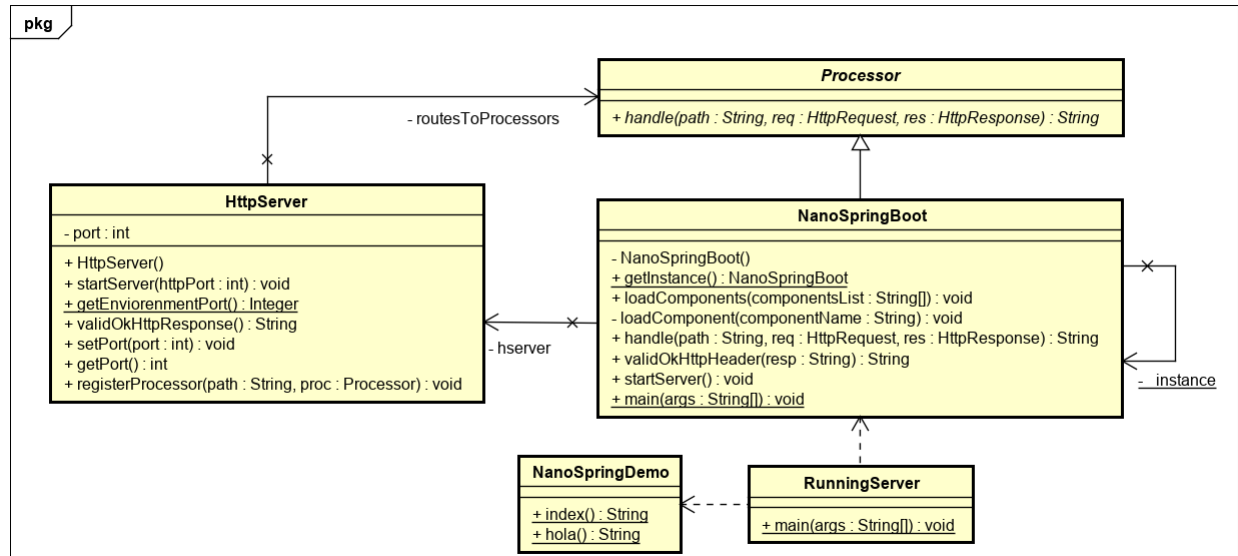 pkg
Processor
+ handle(path : String, req : HttpRequest, res : HttpResponse) : String
- routesToProcessors
HttpServer
- port : int
+ HttpServer()
+ startServer(httpPort : int) : void
+ getEnviorenmentPort() : Integer
+ validOkHttpResponse() : String
+ setPort(port : int) : void
+ getPort() : int
+ registerProcessor(path : String, proc : Processor) : void
- hserver
NanoSpringBoot
- NanoSpringBoot()
+ getInstance() : NanoSpringBoot
+ loadComponents(componentsList : String[]) : void
- loadComponent(componentName : String) : void
+ handle(path : String, req : HttpRequest, res : HttpResponse) : String
+ validOkHttpHeader(resp : String) : String
+ startServer() : void
+ main(args : String[]) : void
- _instance
NanoSpringDemo
+ index() : String
+ hola() : String
RunningServer
+ main(args : String[]) : void